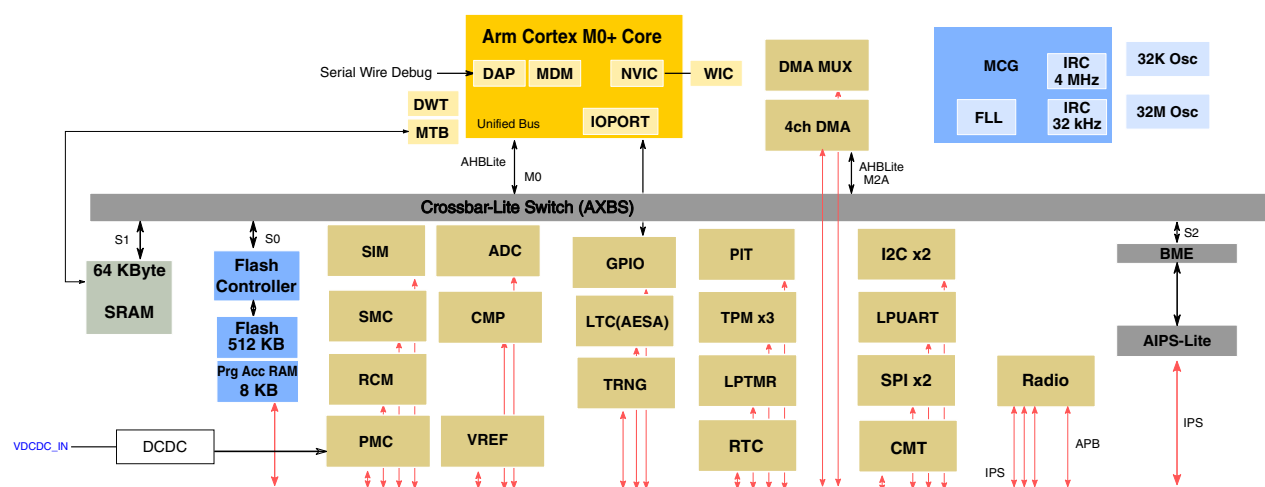 Arm Cortex M0+ Core
Serial Wire Debug
DAP
MDM
NVIC
WIC
DWT
MTB
Unified Bus
IOPORT
DMA MUX
4ch DMA
MCG
IRC
4 MHz
FLL
IRC
32 kHz
32K Osc
32M Osc
AHBLite
M0
AHBLite
M2A
Crossbar-Lite Switch (AXBS)
S1
S0
S2
64 KByte
SRAM
Flash
Controller
Flash
512 KB
Prg Acc RAM
8 KB
SIM
SMC
RCM
PMC
ADC
CMP
VREF
GPIO
LTC(AESA)
TRNG
PIT
TPM x3
LPTMR
RTC
I2C x2
LPUART
SPI x2
CMT
Radio
IPS
APB
BME
AIPS-Lite
IPS
VDCDC_IN
DCDC